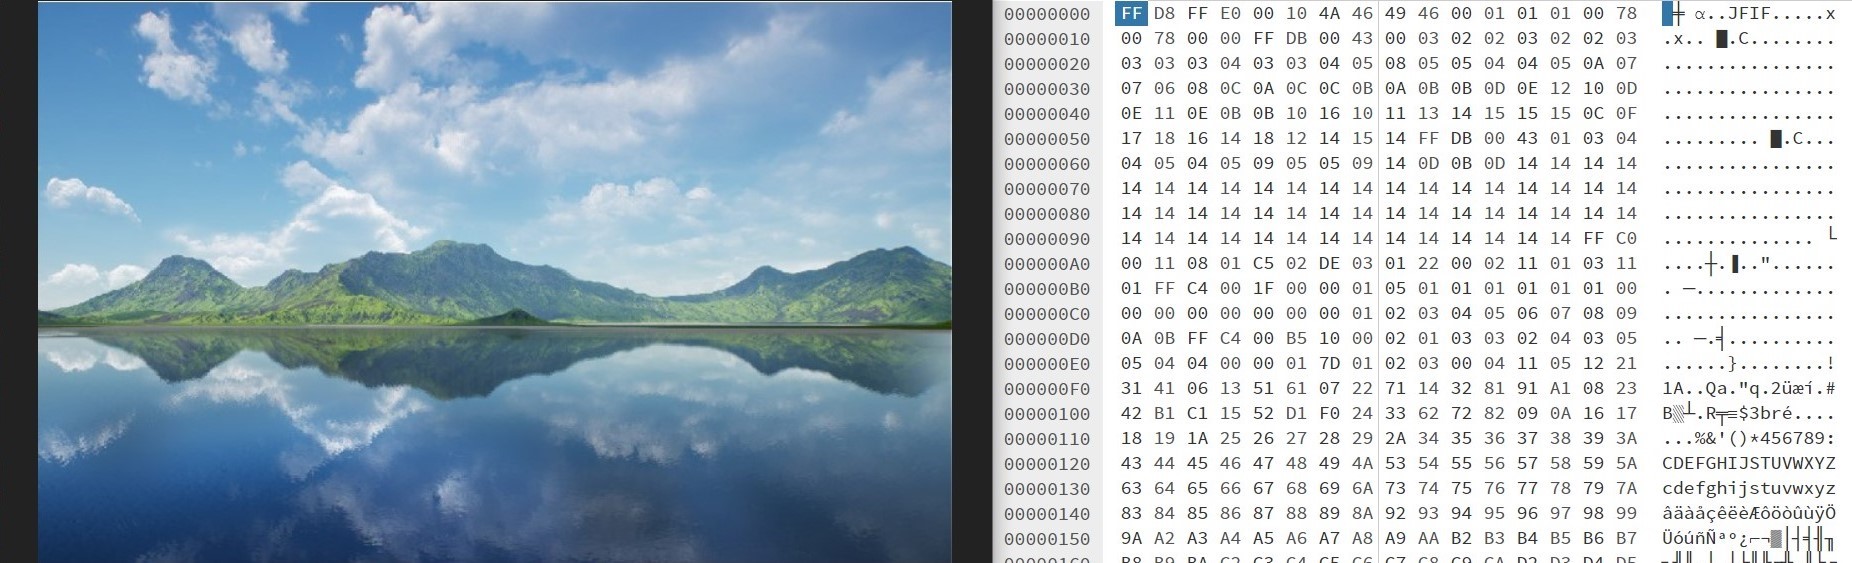 00000000 FF D8 FF E0 00 10 4A 46 49 46 00 01 01 01 00 78 █╪ α..JFIF.....x
00000010 00 78 00 00 FF DB 00 43 00 03 02 02 03 02 02 03 .x.. █.C........
00000020 03 03 03 04 03 03 04 05 08 05 05 04 04 05 0A 07 ................
00000030 07 06 08 0C 0A 0C 0C 0B 0A 0B 0B 0D 0E 12 10 0D ................
00000040 0E 11 0E 0B 0B 10 16 10 11 13 14 15 15 15 0C 0F ................
00000050 17 18 16 14 18 12 14 15 14 FF DB 00 43 01 03 04 ......... █.C...
00000060 04 05 04 05 09 05 05 09 14 0D 0B 0D 14 14 14 14 ................
00000070 14 14 14 14 14 14 14 14 14 14 14 14 14 14 14 14 ................
00000080 14 14 14 14 14 14 14 14 14 14 14 14 14 14 14 14 ................
00000090 14 14 14 14 14 14 14 14 14 14 14 14 14 14 FF C0 .............. └
000000A0 00 11 08 01 C5 02 DE 03 01 22 00 02 11 01 03 11 ....┼.▐.."......
000000B0 01 FF C4 00 1F 00 00 01 05 01 01 01 01 01 01 00 . ─.............
000000C0 00 00 00 00 00 00 00 01 02 03 04 05 06 07 08 09 ................
000000D0 0A 0B FF C4 00 B5 10 00 02 01 03 03 02 04 03 05 .. ─.╡..........
000000E0 05 04 04 00 00 01 7D 01 02 03 00 04 11 05 12 21 ......}........!
000000F0 31 41 06 13 51 61 07 22 71 14 32 81 91 A1 08 23 1A..Qa."q.2üæí.#
00000100 42 B1 C1 15 52 D1 F0 24 33 62 72 82 09 0A 16 17 B▒┴.R╤≡$3bré....
00000110 18 19 1A 25 26 27 28 29 2A 34 35 36 37 38 39 3A ...%&'()*456789:
00000120 43 44 45 46 47 48 49 4A 53 54 55 56 57 58 59 5A CDEFGHIJSTUVWXYZ
00000130 63 64 65 66 67 68 69 6A 73 74 75 76 77 78 79 7A cdefghijstuvwxyz
00000140 83 84 85 86 87 88 89 8A 92 93 94 95 96 97 98 99 âäàåçêëèÆôöòûùÿÖ
00000150 9A A2 A3 A4 A5 A6 A7 A8 A9 AA B2 B3 B4 B5 B6 B7 ÜóúñѪº¿⌐¬▓│┤╡╢╖